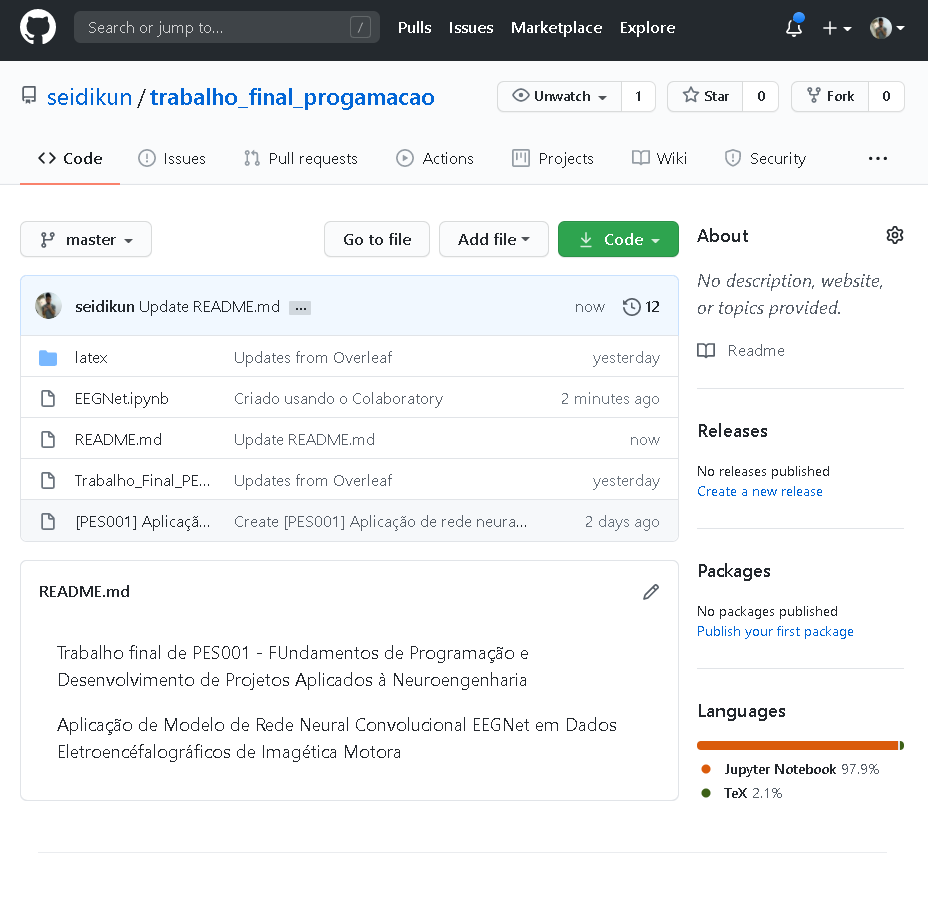 Search or jump to... /
Pulls Issues Marketplace Explore
seidikun / trabalho_final_progamacao
Unwatch 1 Star 0 Fork 0
Code Issues Pull requests Actions Projects Wiki Security ...
master Go to file Add file Code
seidikun Update README.md ... now 12
latex Updates from Overleaf yesterday
EEGNet.ipynb Criado usando o Colaboratory 2 minutes ago
README.md Update README.md now
Trabalho_Final_PE... Updates from Overleaf yesterday
[PES001] Aplicaçã... Create [PES001] Aplicação de rede neura... 2 days ago
README.md
Trabalho final de PES001 - FUndamentos de Programação e
Desenvolvimento de Projetos Aplicados à Neuroengenharia
Aplicação de Modelo de Rede Neural Convolucional EEGNet em Dados
Eletroencéfalográficos de Imagética Motora
About
No description, website,
or topics provided.
Readme
Releases
No releases published
Create a new release
Packages
No packages published
Publish your first package
Languages
Jupyter Notebook 97.9%
TeX 2.1%